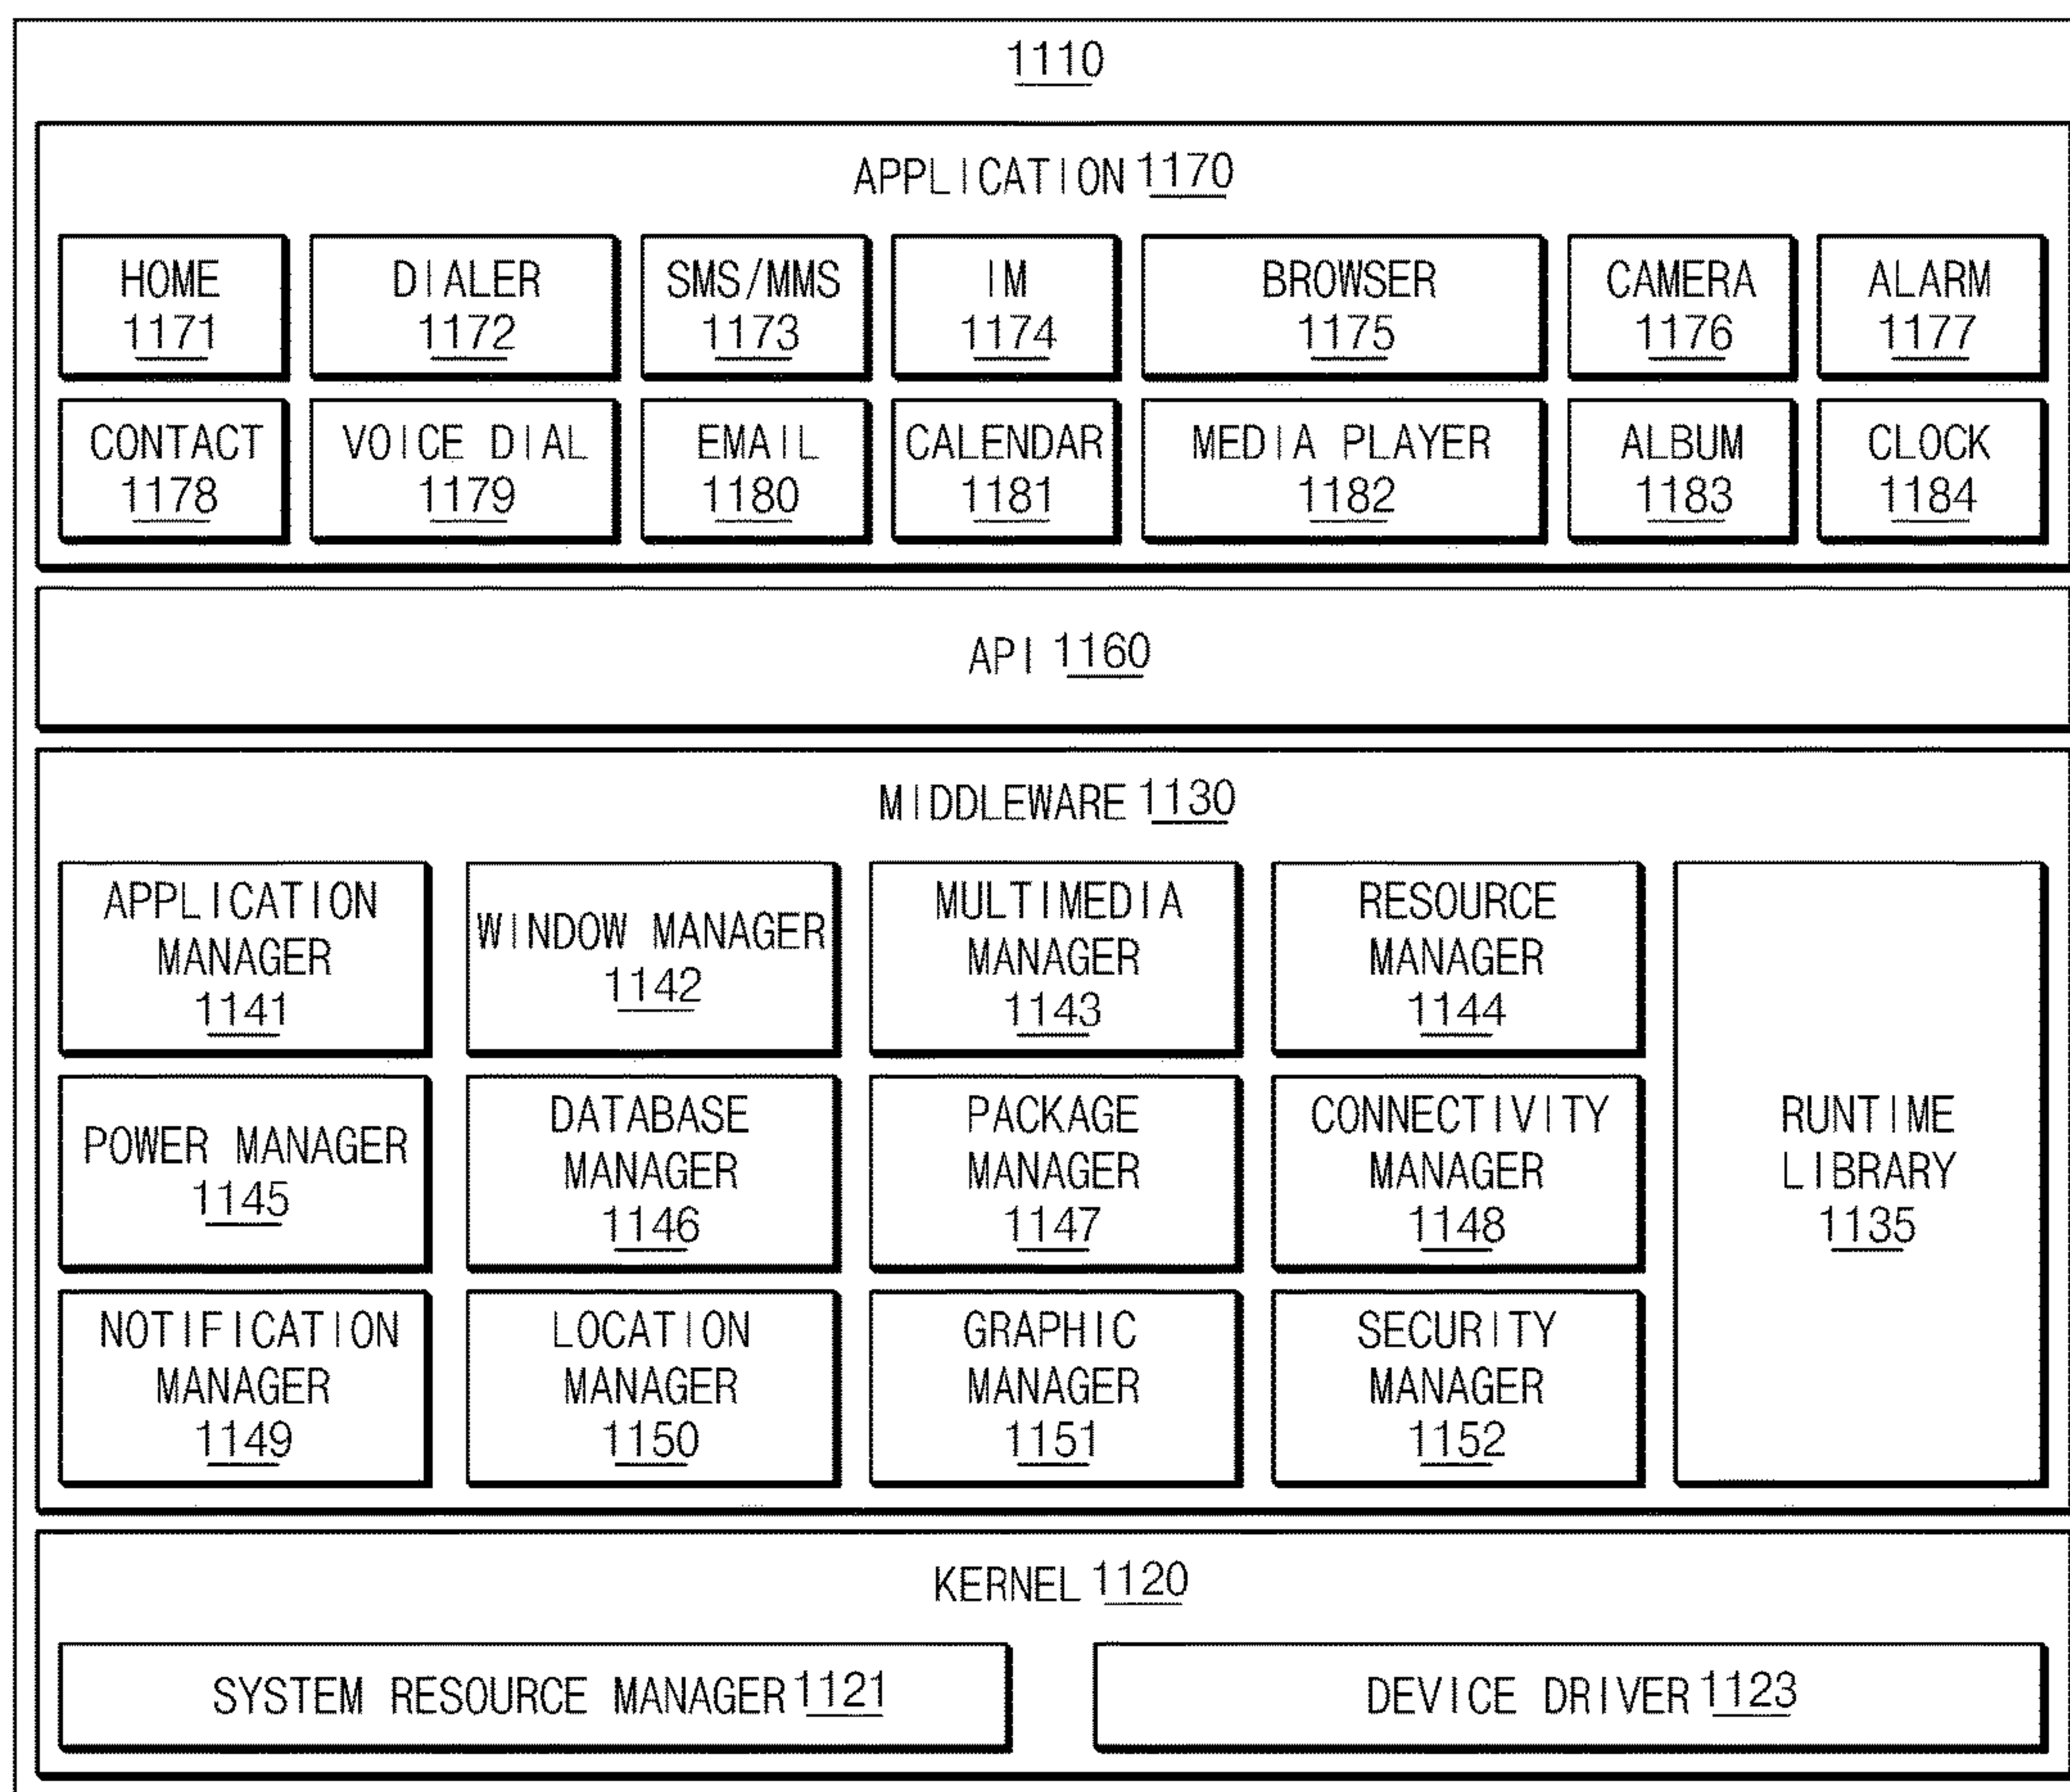 1110
APPLICATION 1170
HOME
1171
DIALER
1172
SMS/MMS
1173
IM
1174
BROWSER
1175
CAMERA
1176
ALARM
1177
CONTACT
1178
VOICE DIAL
1179
EMAIL
1180
CALENDAR
1181
MEDIA PLAYER
1182
ALBUM
1183
CLOCK
1184
API 1160
MIDDLEWARE 1130
APPLICATION
MANAGER
1141
WINDOW MANAGER
1142
MULTIMEDIA
MANAGER
1143
RESOURCE
MANAGER
1144
POWER MANAGER
1145
DATABASE
MANAGER
1146
PACKAGE
MANAGER
1147
CONNECTIVITY
MANAGER
1148
RUNTIME
LIBRARY
1135
NOTIFICATION
MANAGER
1149
LOCATION
MANAGER
1150
GRAPHIC
MANAGER
1151
SECURITY
MANAGER
1152
KERNEL 1120
SYSTEM RESOURCE MANAGER 1121
DEVICE DRIVER 1123